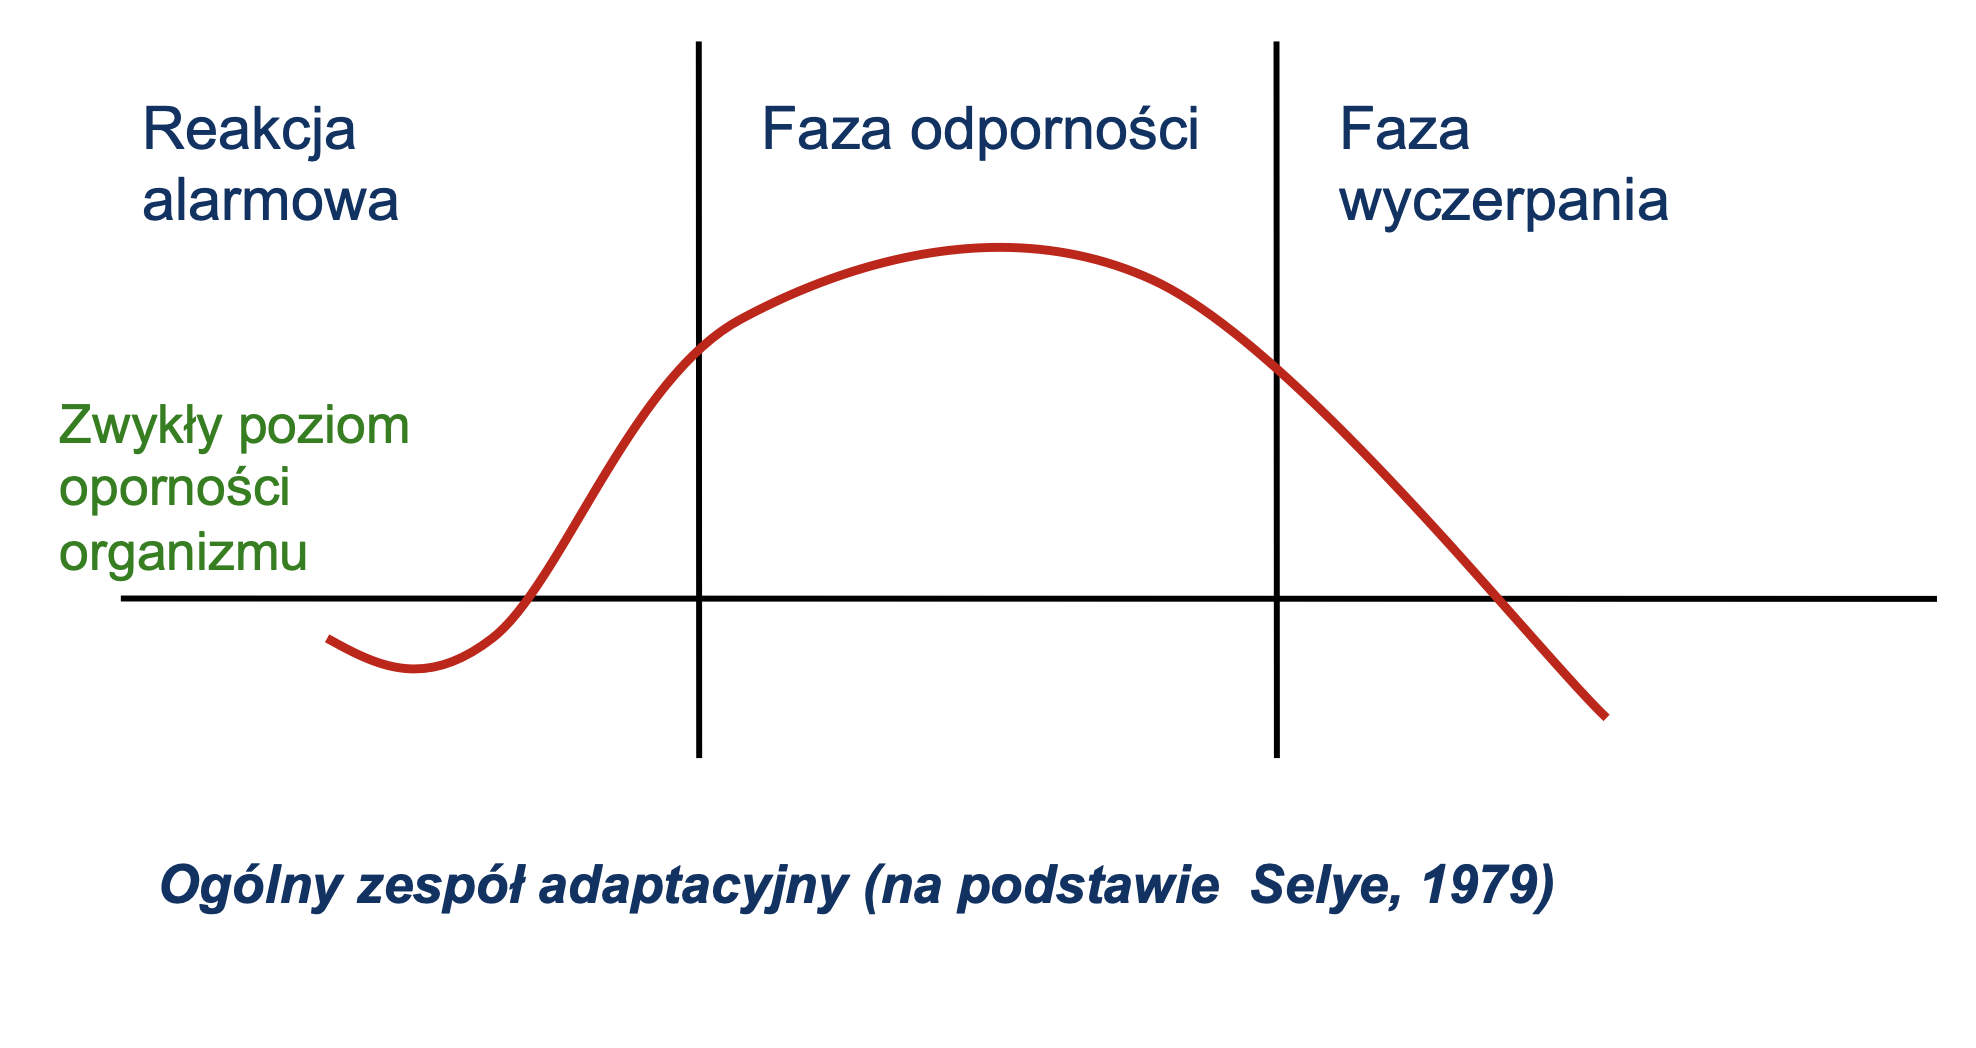 Reakcja
alarmowa
Faza odporności
Faza
wyczerpania
Zwykły poziom
oporności
organizmu
Ogólny zespół adaptacyjny (na podstawie  Selye, 1979)